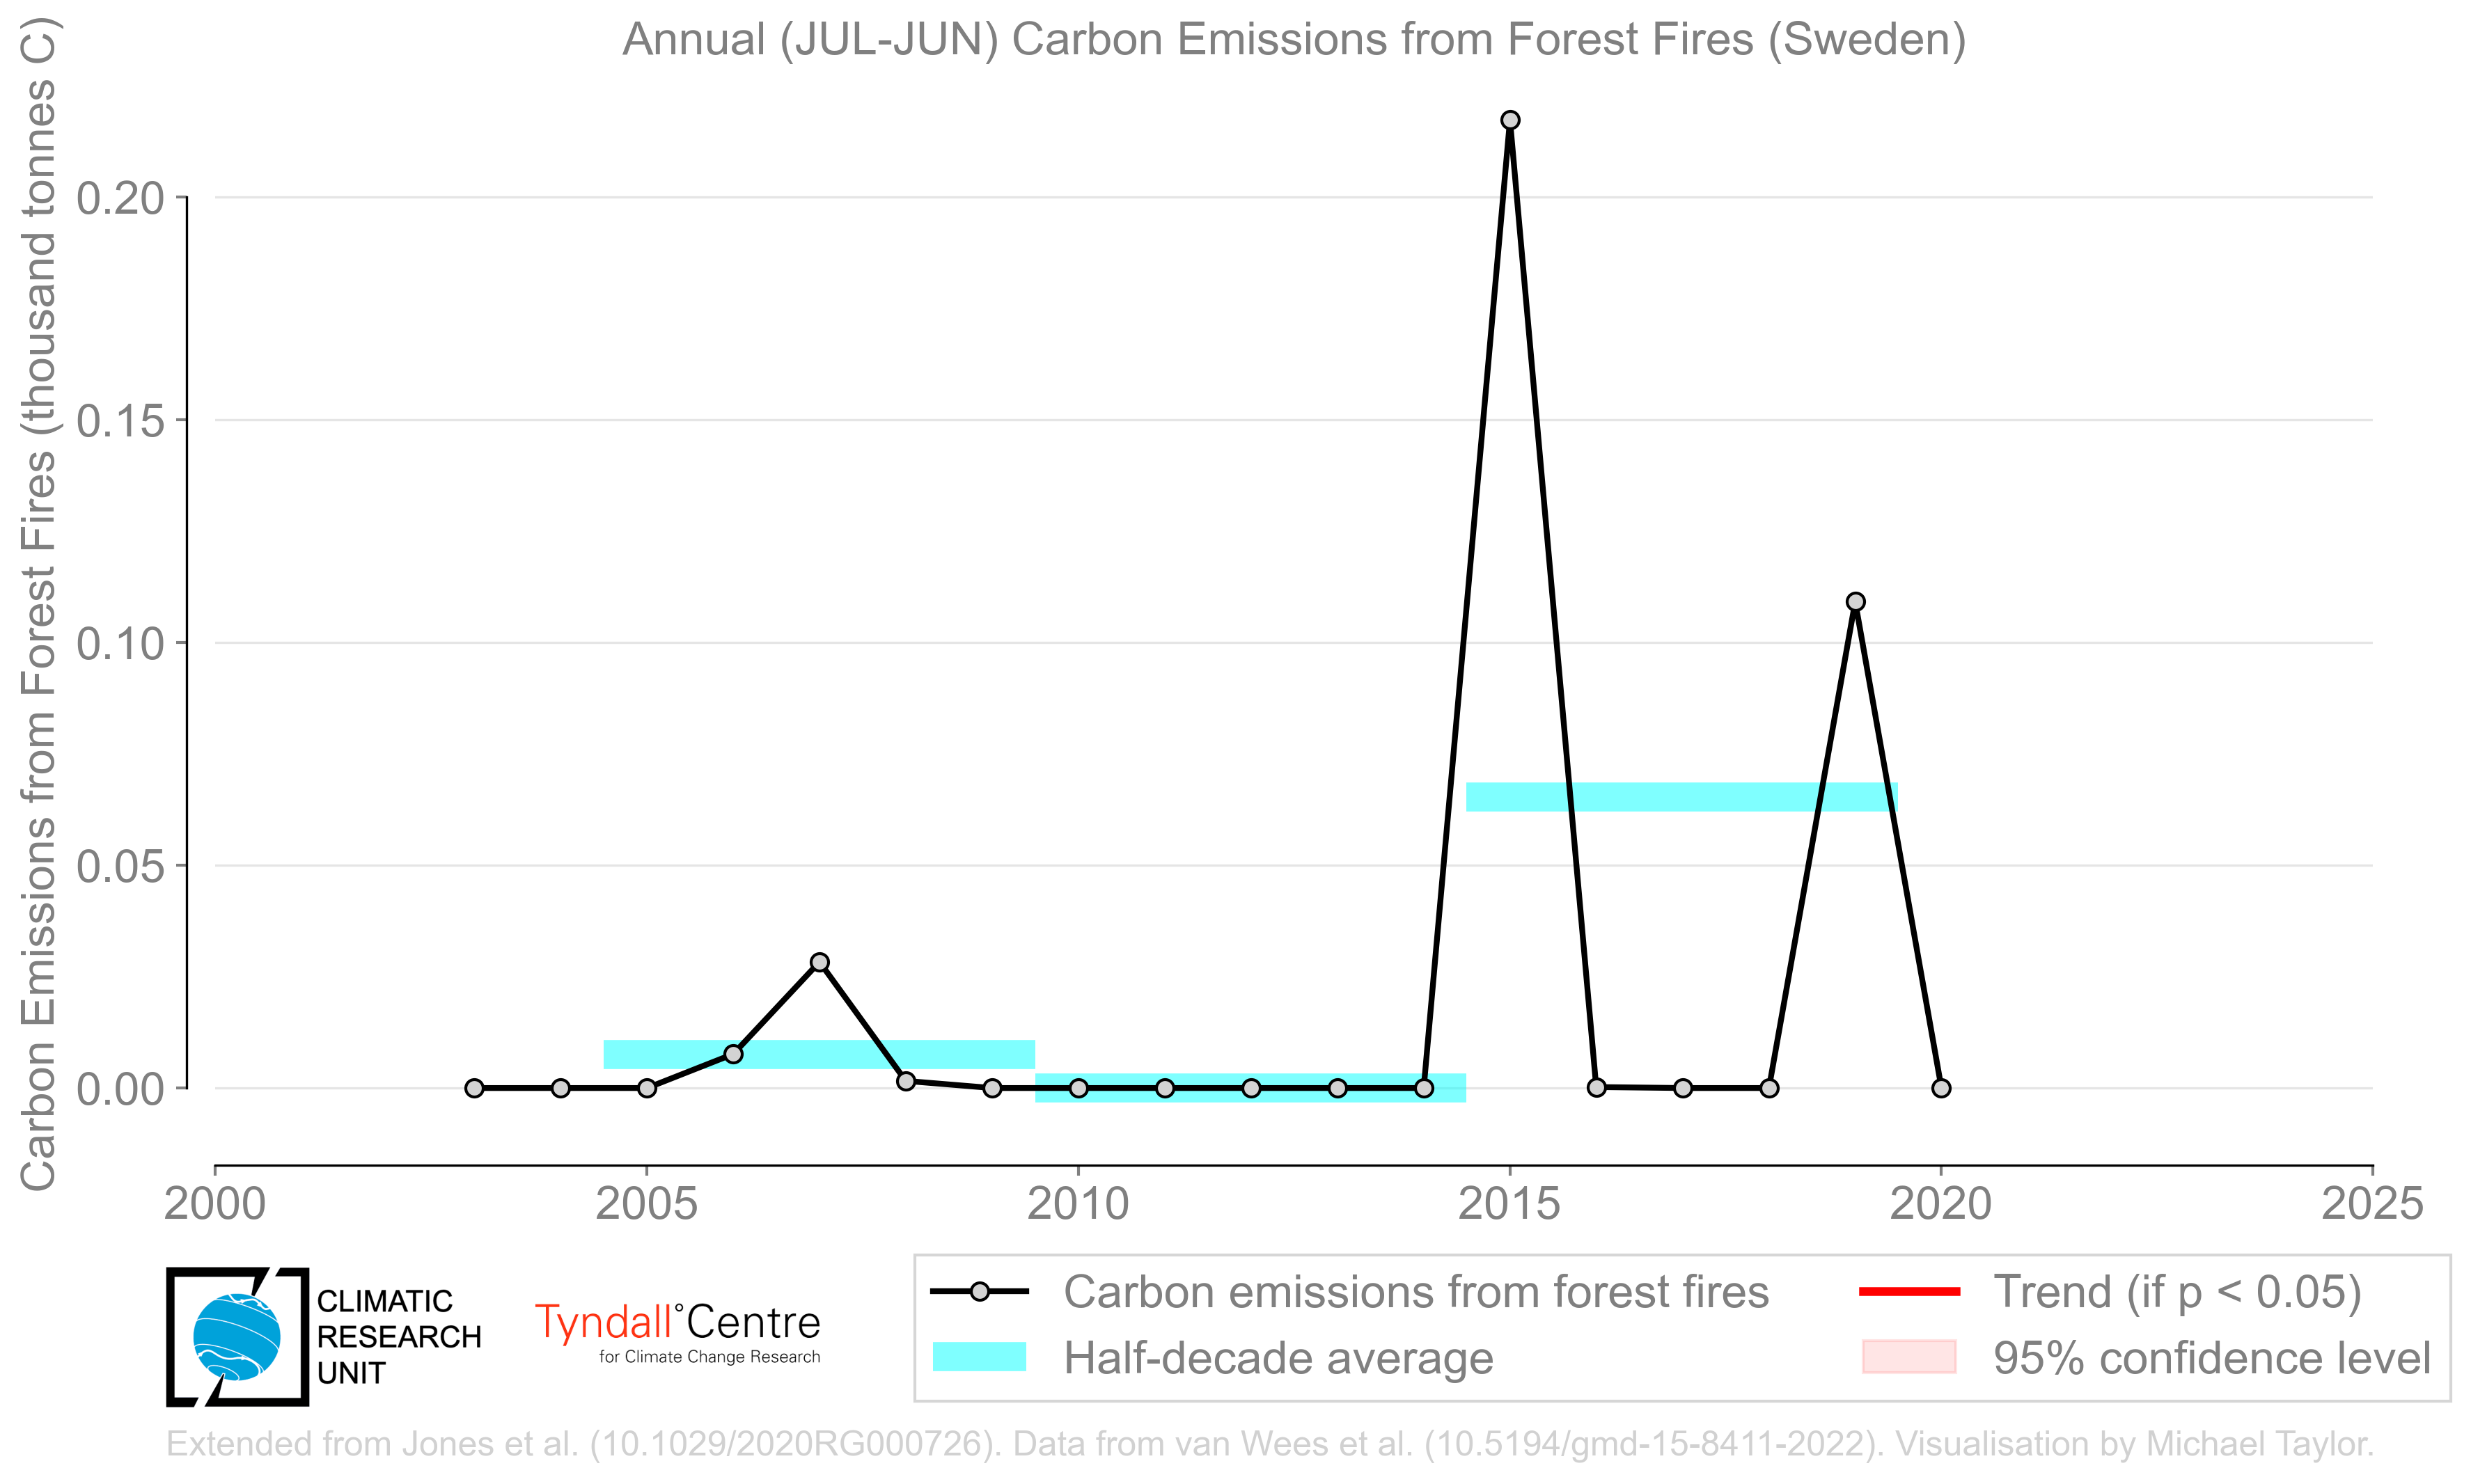 Annual (JUL-JUN) Carbon Emissions from Forest Fires (Sweden)
Carbon Emissions from Forest Fires (thousand tonnes C)
0.20
0.15
0.10
0.05
0.00
2000 2005 2010 2015 2020 2025
CLIMATIC
RESEARCH
UNIT
Tyndall°Centre
for Climate Change Research
Carbon emissions from forest fires
Half-decade average
Trend (if p < 0.05)
95% confidence level
Extended from Jones et al. (10.1029/2020RG000726). Data from van Wees et al. (10.5194/gmd-15-8411-2022). Visualisation by Michael Taylor.